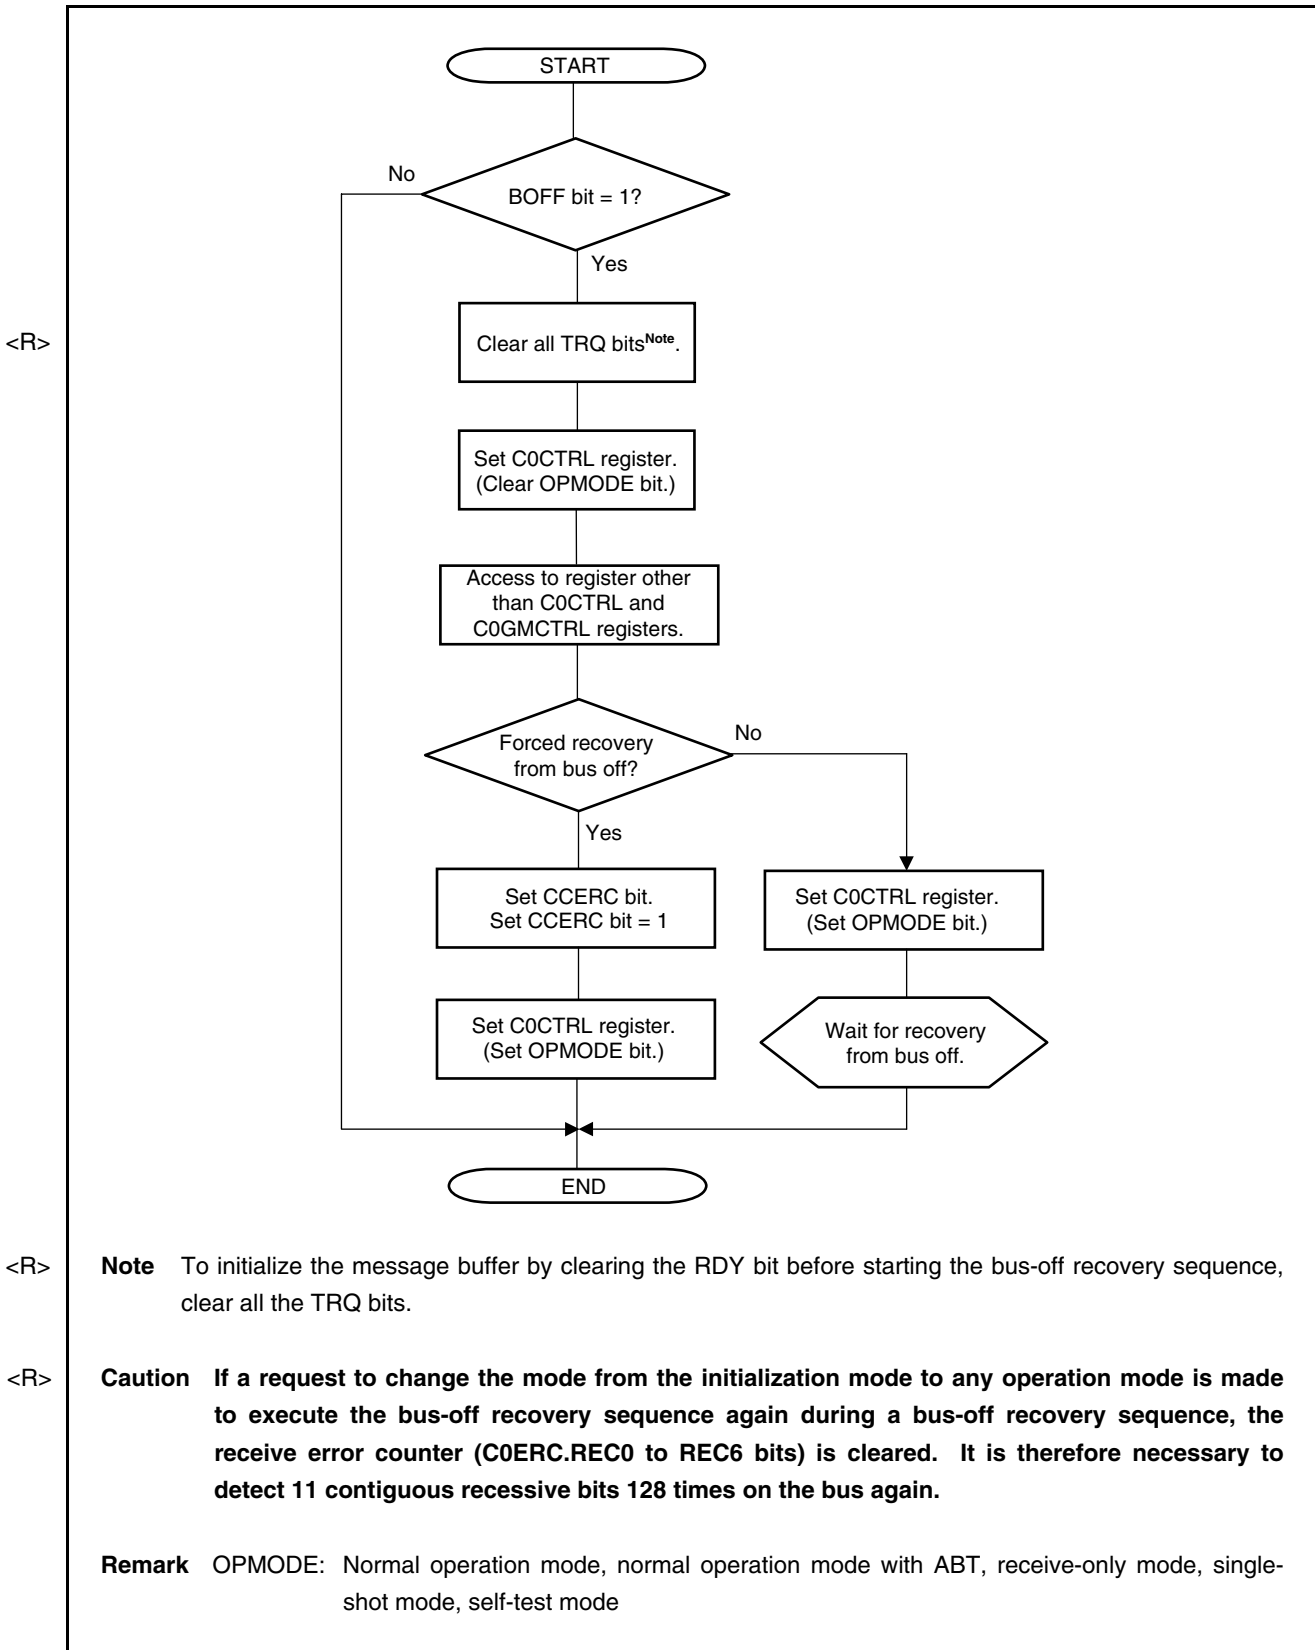 START
No
BOFF bit = 1?
Yes
<R>
Clear all TRQ bitsNote.
Set C0CTRL register.
(Clear OPMODE bit.)
Access to register other
than C0CTRL and
C0GMCTRL registers.
Forced recovery
from bus off?
No
Yes
Set CCERC bit.
Set CCERC bit = 1
Set C0CTRL register.
(Set OPMODE bit.)
Set C0CTRL register.
(Set OPMODE bit.)
Wait for recovery
from bus off.
END
<R>
Note To initialize the message buffer by clearing the RDY bit before starting the bus-off recovery sequence,
clear all the TRQ bits.
<R>
Caution If a request to change the mode from the initialization mode to any operation mode is made
to execute the bus-off recovery sequence again during a bus-off recovery sequence, the
receive error counter (C0ERC.REC0 to REC6 bits) is cleared. It is therefore necessary to
detect 11 contiguous recessive bits 128 times on the bus again.
Remark OPMODE: Normal operation mode, normal operation mode with ABT, receive-only mode, single-
shot mode, self-test mode